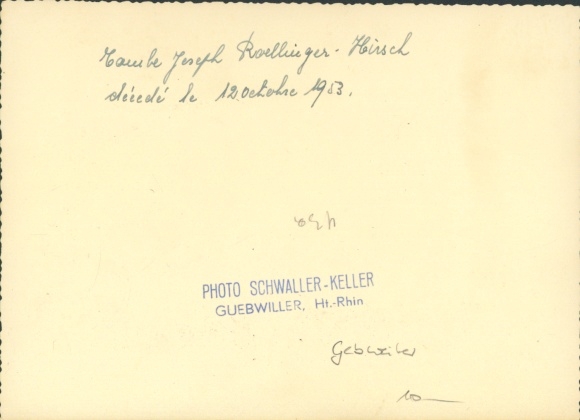 Tombe Joseph Roellinger-Hirsch
décédé le 12 octobre 1953.
PHOTO SCHWALLER-KELLER
GUEBWILLER, Ht.-Rhin
Gebweiler